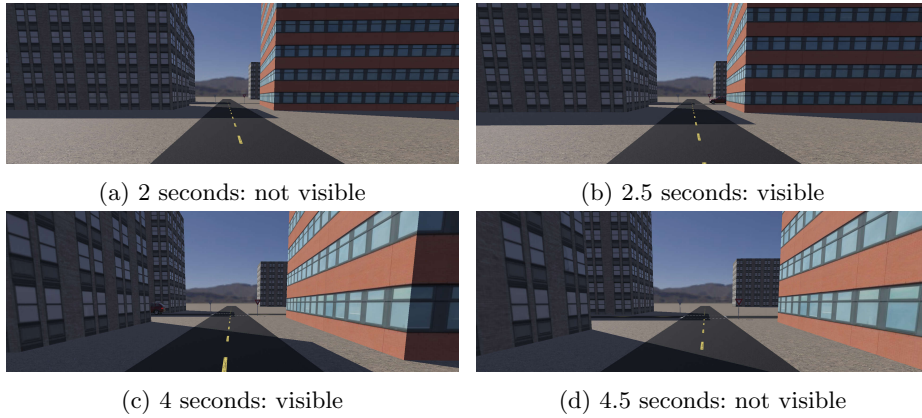 (a) 2 seconds: not visible
(b) 2.5 seconds: visible
(c) 4 seconds: visible
(d) 4.5 seconds: not visible